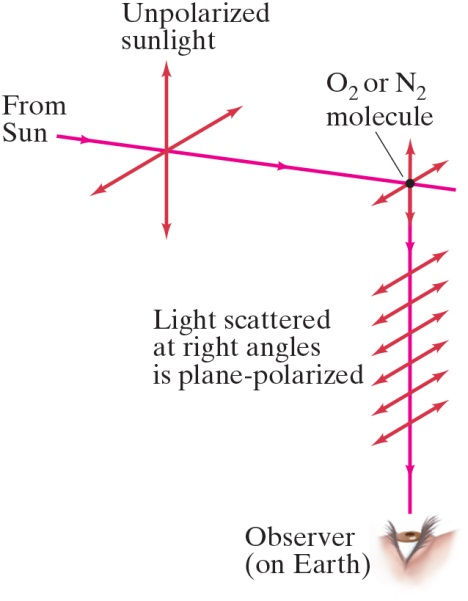 Unpolarized
sunlight
From
Sun
O₂ or N₂
molecule
Light scattered
at right angles
is plane-polarized
Observer
(on Earth)